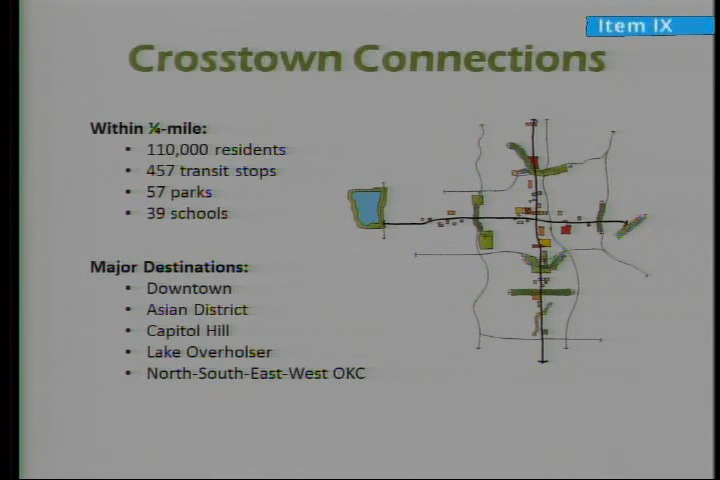 Item IX
Crosstown Connections
Within ¼-mile:
• 110,000 residents
• 457 transit stops
• 57 parks
• 39 schools
Major Destinations:
• Downtown
• Asian District
• Capitol Hill
• Lake Overholser
• North-South-East-West OKC